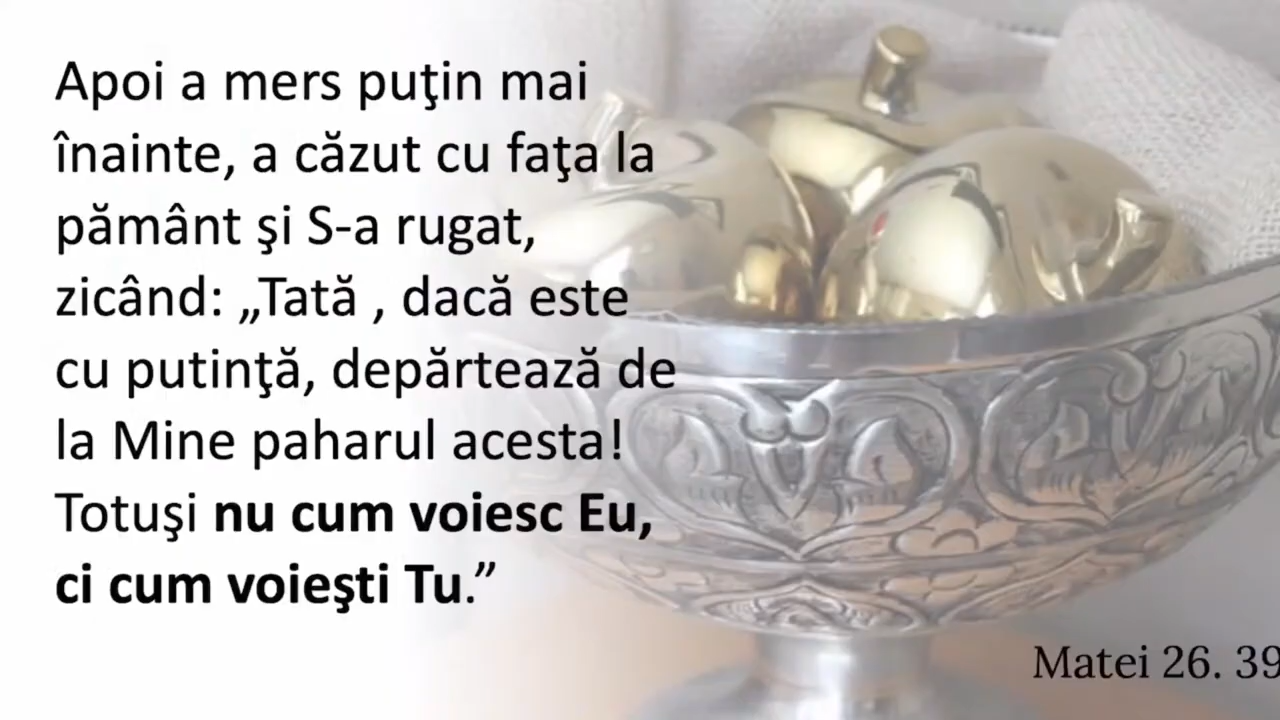 Apoi a mers puţin mai
înainte, a căzut cu faţa la
pământ şi S-a rugat,
zicând: „Tată , dacă este
cu putinţă, depărtează de
la Mine paharul acesta!
Totuşi nu cum voiesc Eu,
ci cum voieşti Tu.”
Matei 26. 39